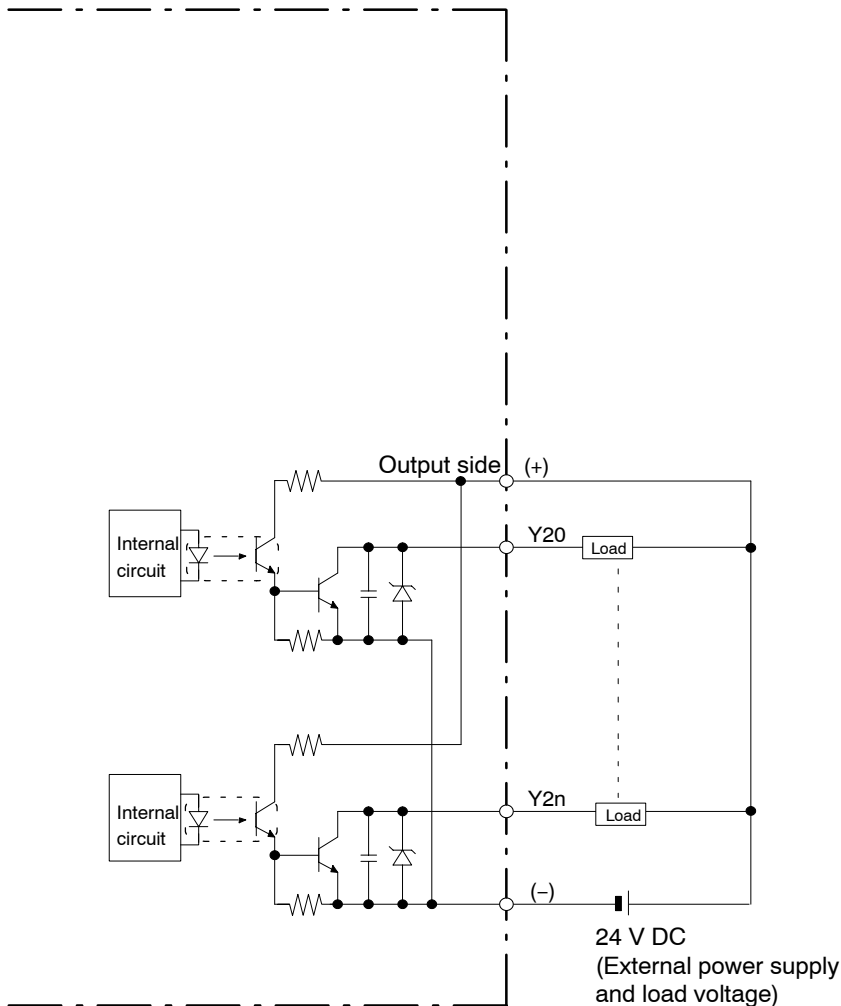 Output side
(+)
Internal
circuit
Y20
Load
Internal
circuit
Y2n
Load
(−)
24 V DC
(External power supply
and load voltage)